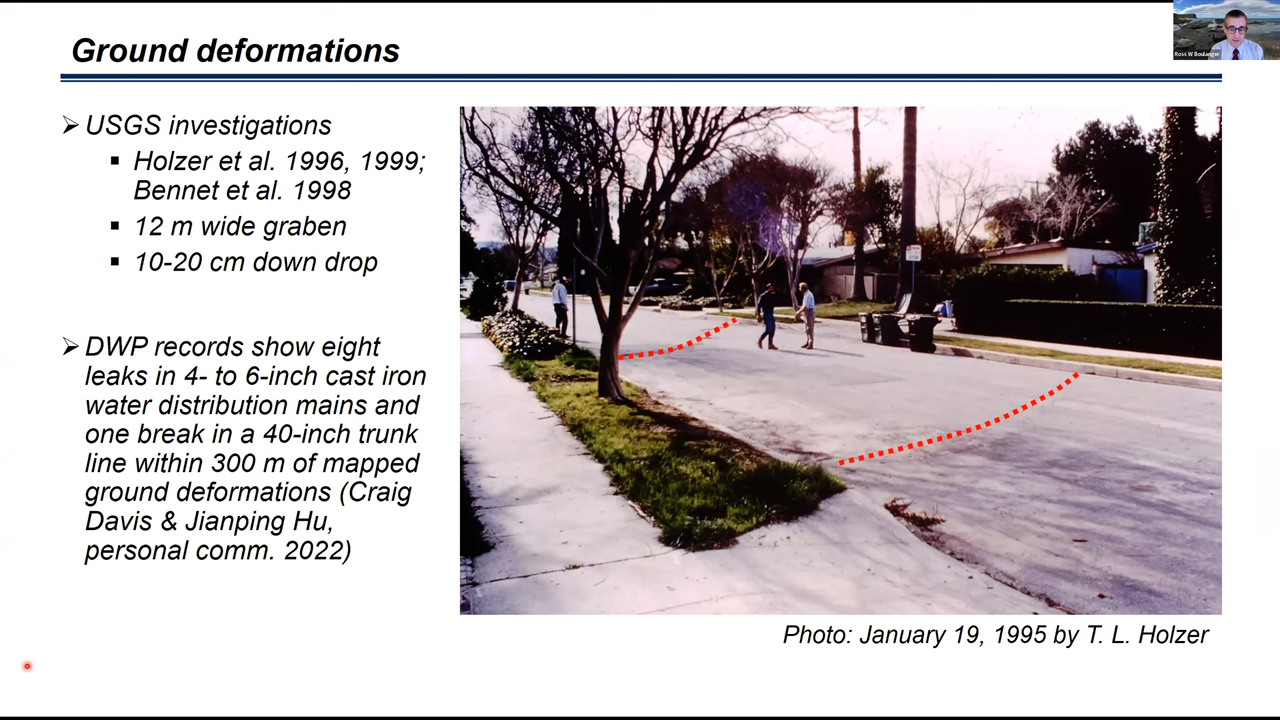 Ground deformations
Ross W Boulanger
USGS investigations
Holzer et al. 1996, 1999;
Bennet et al. 1998
12 m wide graben
10-20 cm down drop
DWP records show eight
leaks in 4- to 6-inch cast iron
water distribution mains and
one break in a 40-inch trunk
line within 300 m of mapped
ground deformations (Craig
Davis & Jianping Hu,
personal comm. 2022)
Photo: January 19, 1995 by T. L. Holzer